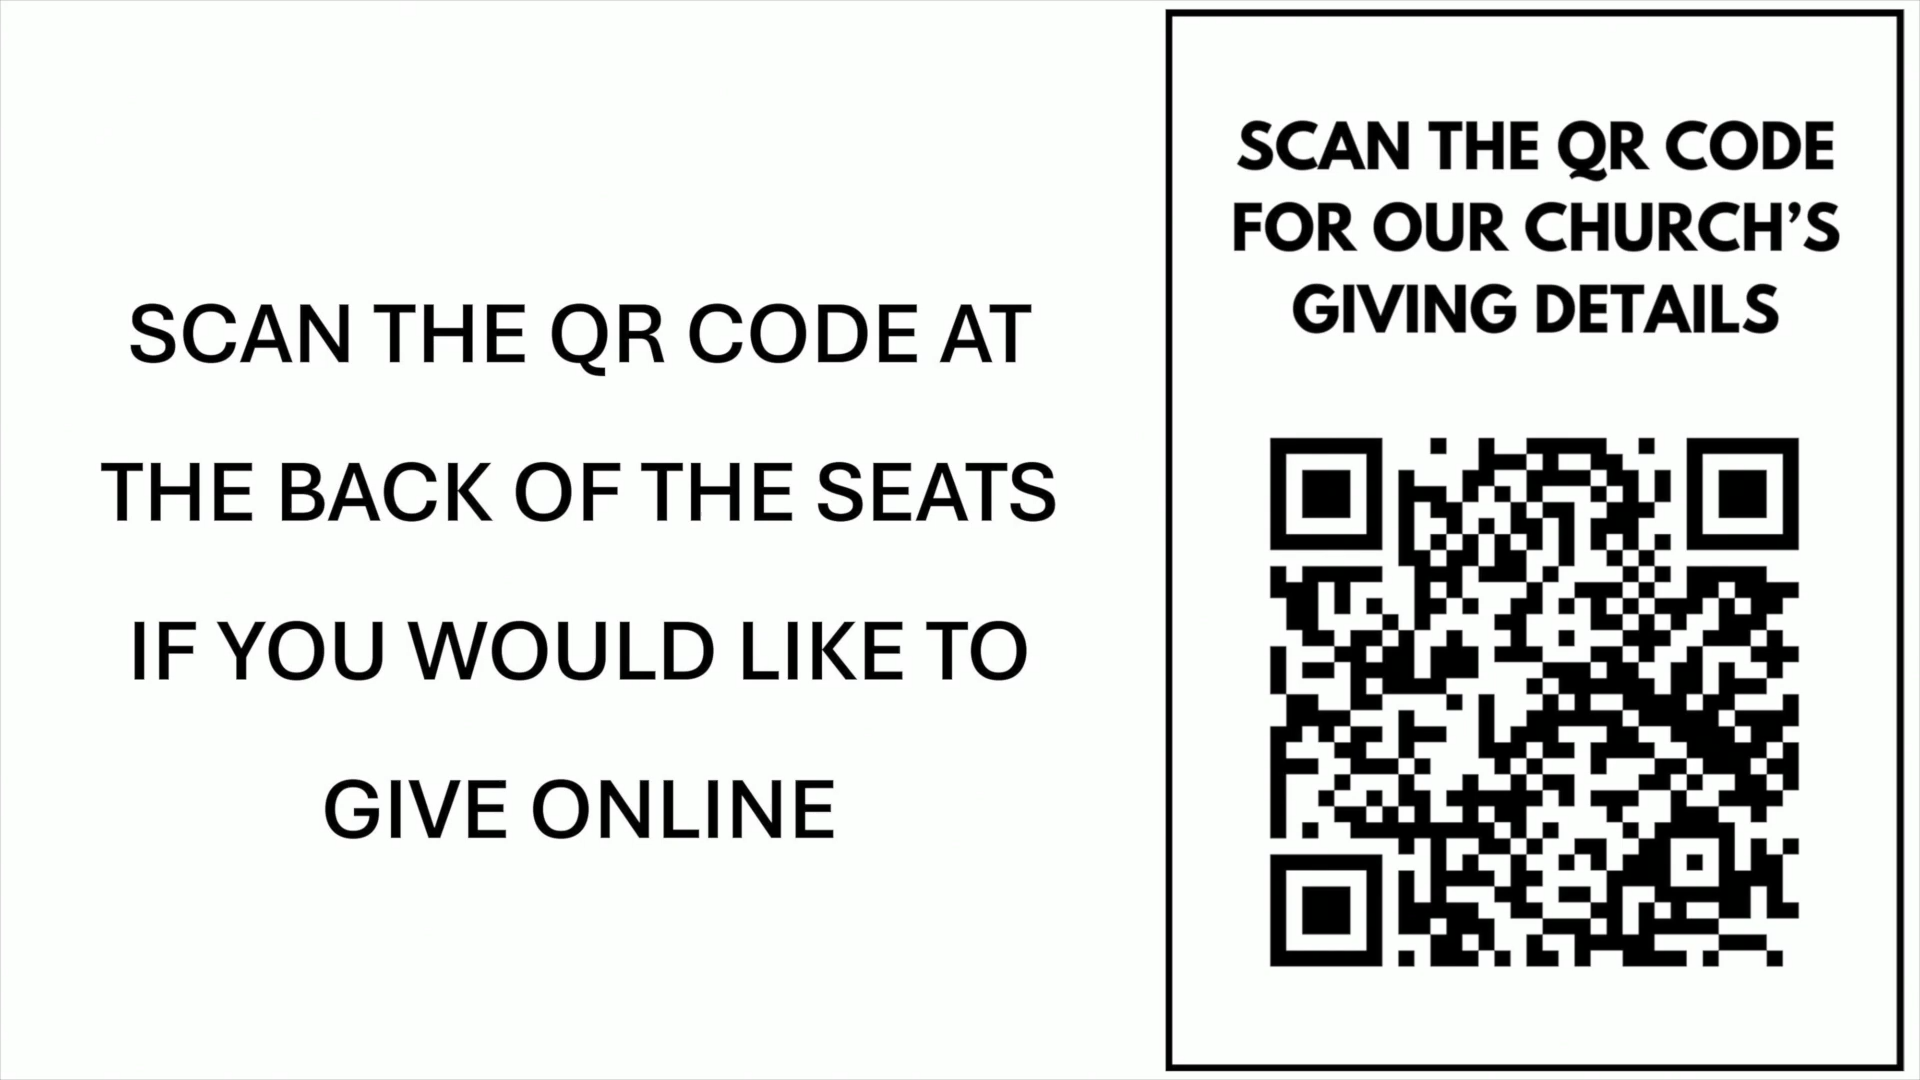 SCAN THE QR CODE AT
THE BACK OF THE SEATS
IF YOU WOULD LIKE TO
GIVE ONLINE
SCAN THE QR CODE
FOR OUR CHURCH’S
GIVING DETAILS